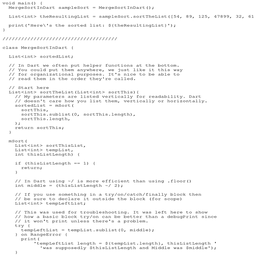 void main() {
MergeSortInDart sampleSort = MergeSortInDart();
List<int> theResultingList = sampleSort.sortTheList([54, 89, 125, 47899, 32, 61
print('Here's the sorted list: ${theResultingList}');
}
////////////////////////////////////
class MergeSortInDart {
List<int> sortedList;
// In Dart we often put helper functions at the bottom.
// You could put them anywhere, we just like it this way
// for organizational purposes. It's nice to be able to
// read them in the order they're called.
// Start here
List<int> sortTheList(List<int> sortThis){
// My parameters are listed vertically for readability. Dart
// doesn't care how you list them, vertically or horizontally.
sortedList = mSort(
sortThis,
sortThis.sublist(0, sortThis.length),
sortThis.length,
);
return sortThis;
}
mSort(
List<int> sortThisList,
List<int> tempList,
int thisListLength) {
if (thisListLength == 1) {
return;
}
// In Dart using ~/ is more efficient than using .floor()
int middle = (thisListLength ~/ 2);
// If you use something in a try/on/catch/finally block then
// be sure to declare it outside the block (for scope)
List<int> tempLeftList;
// This was used for troubleshooting. It was left here to show
// how a basic block try/on can be better than a debugPrint since
// it won't print unless there's a problem.
try {
tempLeftList = tempList.sublist(0, middle);
} on RangeError {
print(
'tempLeftList length = ${tempList.length}, thisListLength '
'was supposedly $thisListLength and Middle was $middle');
}